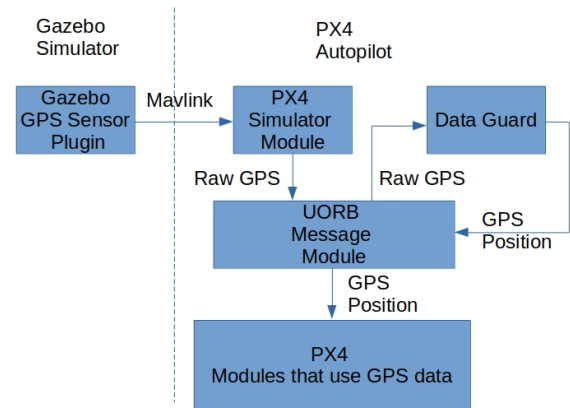 Gazebo
Simulator
PX4
Autopilot
Gazebo
GPS Sensor
Plugin
Mavlink
PX4
Simulator
Module
Data Guard
Raw GPS
Raw GPS
UORB
Message
Module
GPS
Position
GPS
Position
PX4
Modules that use GPS data